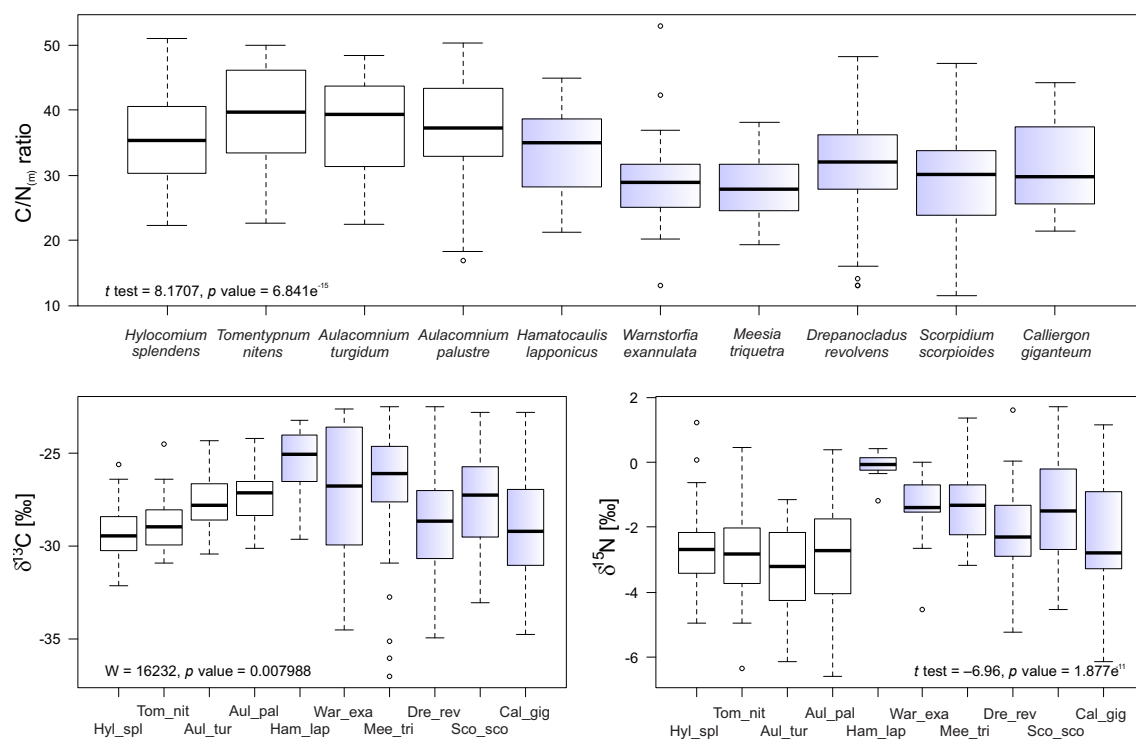 C/N(m) ratio
50
40
30
20
10
t test = 8.1707, p value = 6.841e-15
Hylocomium splendens
Tomentypnum nitens
Aulacomnium turgidum
Aulacomnium palustre
Hamatocaulis lapponicus
Warnstorfia exannulata
Meesia triquetra
Drepanocladus revolvens
Scorpidium scorpioides
Calliergon giganteum
δ13C [‰]
-25
-30
-35
W = 16232, p value = 0.007988
Hyl_spl
Tom_nit
Aul_tur
Aul_pal
Ham_lap
War_exa
Mee_tri
Dre_rev
Sco_sco
Cal_gig
δ15N [‰]
2
0
-2
-4
-6
t test = –6.96, p value = 1.877e-11
Hyl_spl
Tom_nit
Aul_tur
Aul_pal
Ham_lap
War_exa
Mee_tri
Dre_rev
Sco_sco
Cal_gig